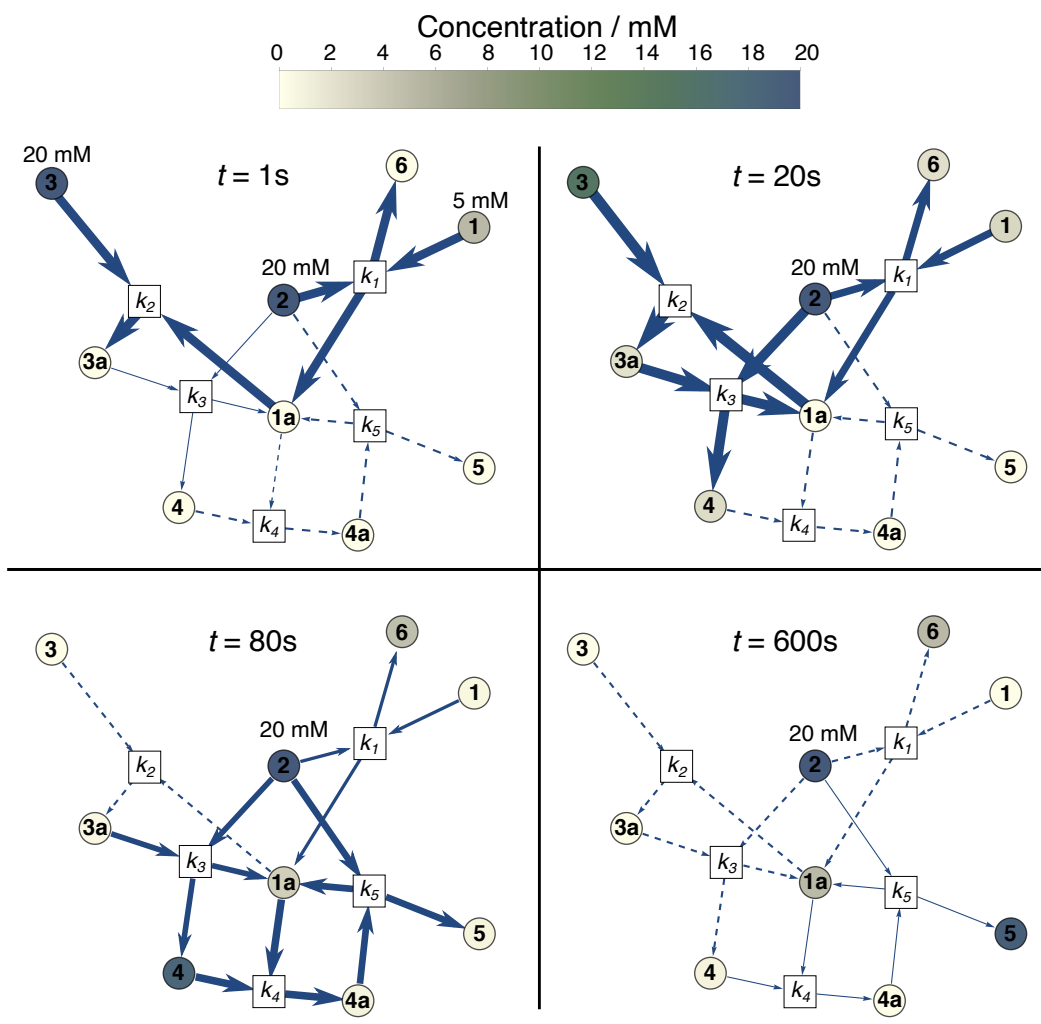 Concentration / mM
0 2 4 6 8 10 12 14 16 18 20
t = 1s
20 mM
3
6
5 mM
1
k1
20 mM
2
k2
3a
k3
1a
k5
5
4
k4
4a
t = 20s
3
6
1
k1
20 mM
2
k2
3a
k3
1a
k5
5
4
k4
4a
t = 80s
3
6
1
k1
20 mM
2
k2
3a
k3
1a
k5
5
4
k4
4a
t = 600s
3
6
1
k1
20 mM
2
k2
3a
k3
1a
k5
5
4
k4
4a